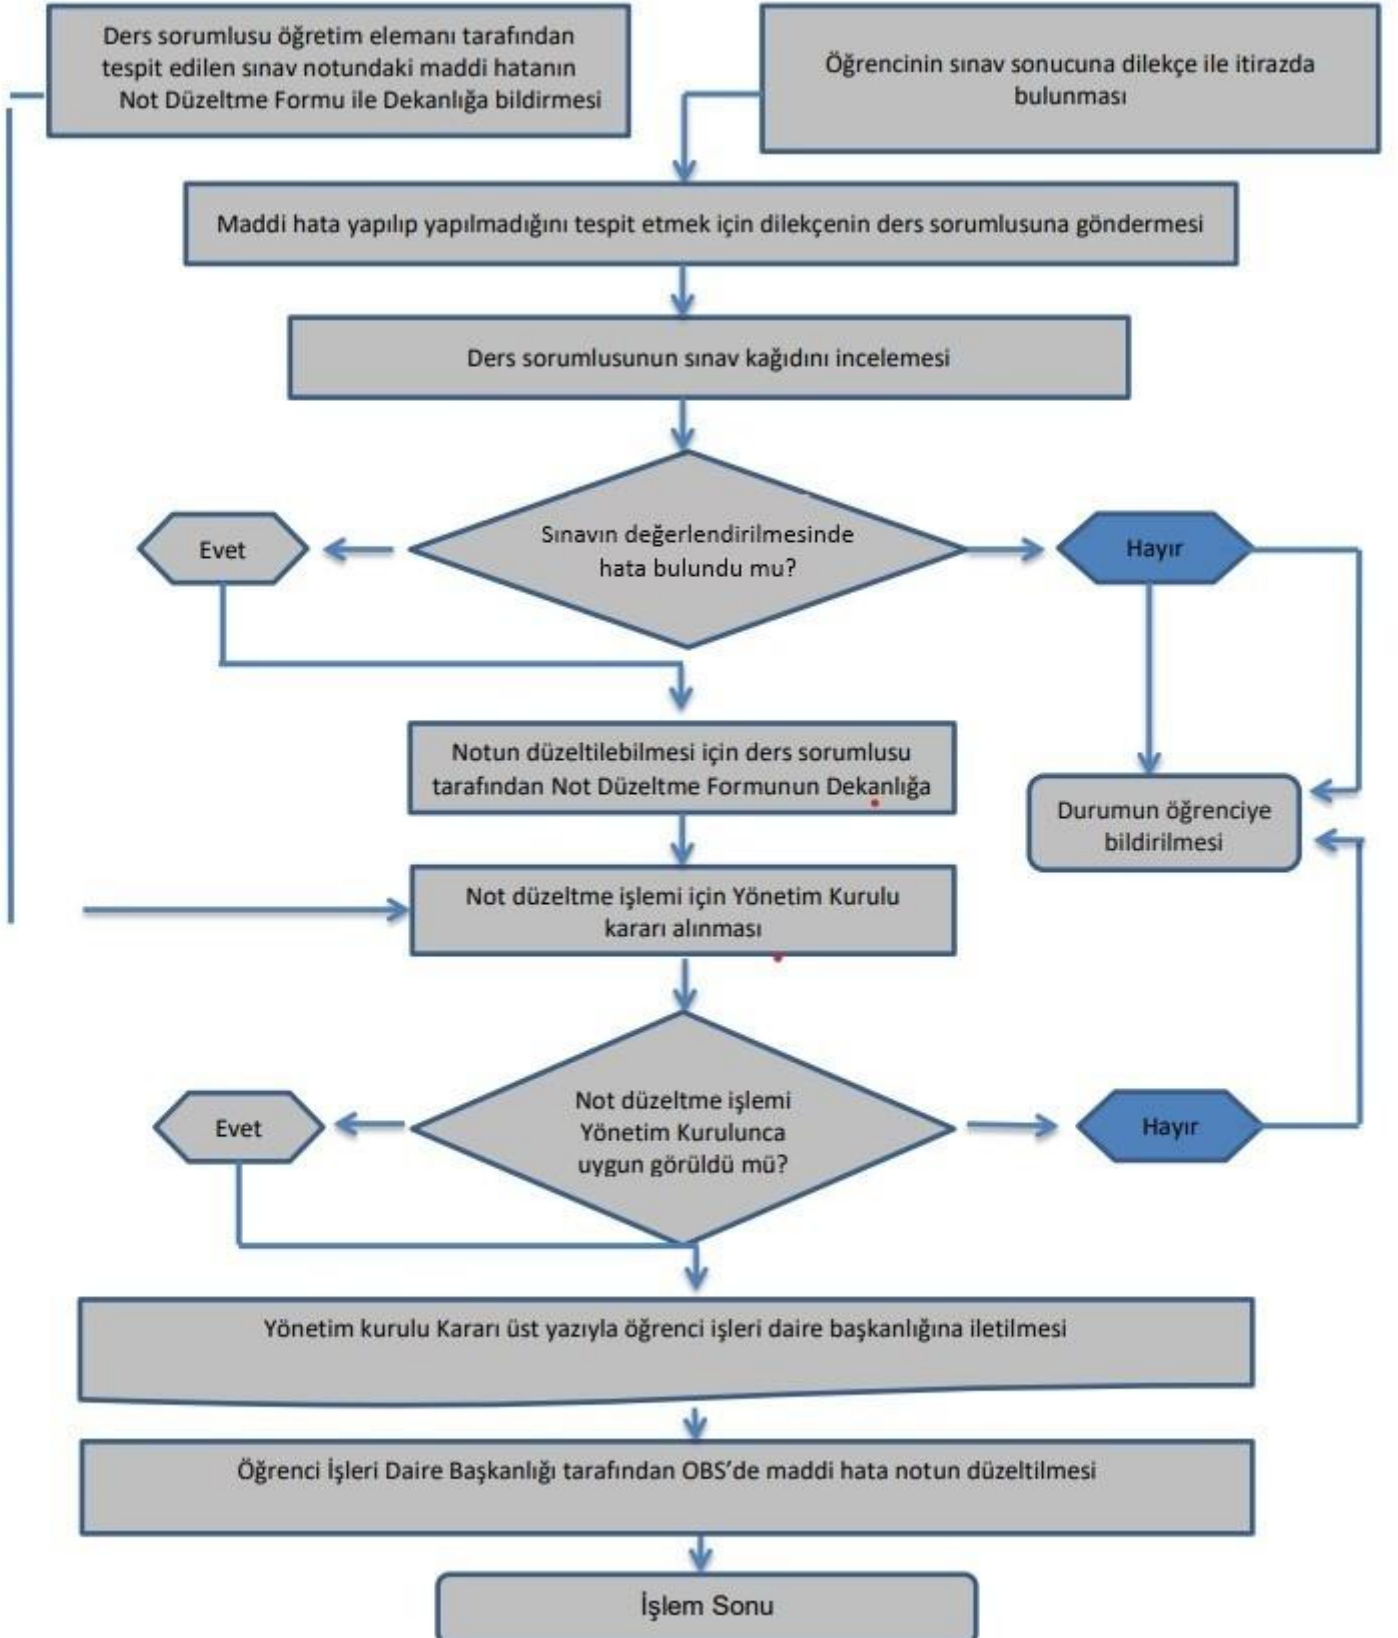 Ders sorumlusu öğretim elemanı tarafından
tespit edilen sınav notundaki maddi hatanın
Not Düzeltme Formu ile Dekanlığa bildirmesi
Öğrencinin sınav sonucuna dilekçe ile itirazda
bulunması
Maddi hata yapılıp yapılmadığını tespit etmek için dilekçenin ders sorumlusuna göndermesi
Ders sorumlusunun sınav kağıdını incelemesi
Sınavın değerlendirilmesinde
hata bulundu mu?
Evet
Hayır
Notun düzeltilebilmesi için ders sorumlusu
tarafından Not Düzeltme Formunun Dekanlığa
Durumun öğrenciye
bildirilmesi
Not düzeltme işlemi için Yönetim Kurulu
kararı alınması
Not düzeltme işlemi
Yönetim Kurulunca
uygun görüldü mü?
Evet
Hayır
Yönetim kurulu Kararı üst yazıyla öğrenci işleri daire başkanlığına iletilmesi
Öğrenci İşleri Daire Başkanlığı tarafından OBS’de maddi hata notun düzeltilmesi
İşlem Sonu